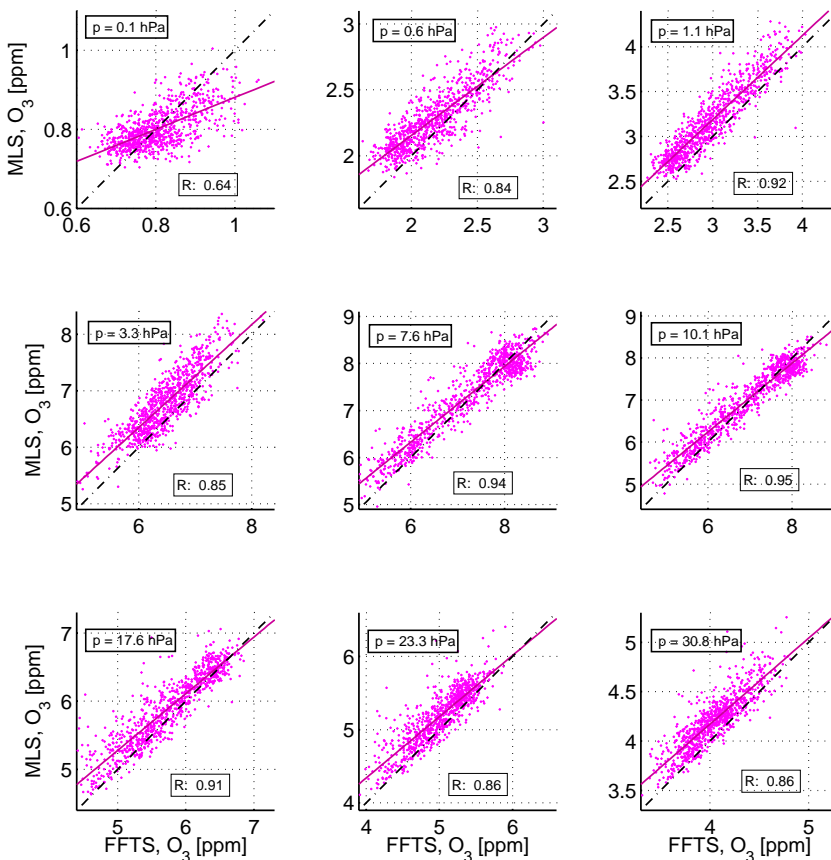 p = 0.1 hPa
p = 0.6 hPa
p = 1.1 hPa
MLS, O3 [ppm]
1
0.8
0.6
3
2.5
2
4
3.5
3
2.5
R: 0.64
R: 0.84
R: 0.92
0.6 0.8 1
2 2.5 3
2.5 3 3.5 4
p = 3.3 hPa
p = 7.6 hPa
p = 10.1 hPa
MLS, O3 [ppm]
8
7
6
5
9
8
7
6
5
9
8
7
6
5
R: 0.85
R: 0.94
R: 0.95
6 8
6 8
6 8
p = 17.6 hPa
p = 23.3 hPa
p = 30.8 hPa
MLS, O3 [ppm]
7
6
5
6
5
4
5
4.5
4
3.5
R: 0.91
R: 0.86
R: 0.86
5 6 7
4 5 6
4 5
FFTS, O3 [ppm]
FFTS, O3 [ppm]
FFTS, O3 [ppm]